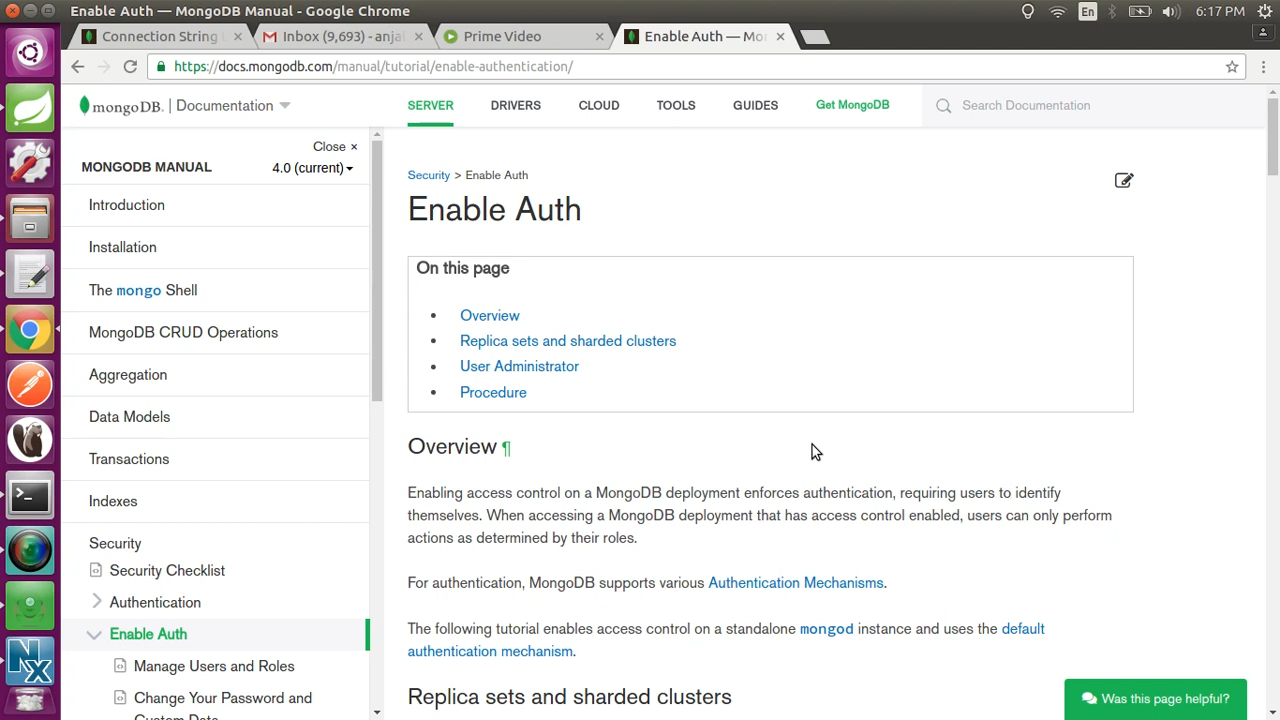 Enable Auth — MongoDB Manual - Google Chrome
En
6:17 PM
Connection String
Inbox (9,693) - anja
Prime Video
Enable Auth — Mo
https://docs.mongodb.com/manual/tutorial/enable-authentication/
mongoDB. | Documentation
SERVER
DRIVERS
CLOUD
TOOLS
GUIDES
Get MongoDB
Search Documentation
Close ×
MONGODB MANUAL
4.0 (current)
Introduction
Installation
The mongo Shell
MongoDB CRUD Operations
Aggregation
Data Models
Transactions
Indexes
Security
Security Checklist
Authentication
Enable Auth
Manage Users and Roles
Change Your Password and
Security > Enable Auth
Enable Auth
On this page
• Overview
• Replica sets and sharded clusters
• User Administrator
• Procedure
Overview ¶
Enabling access control on a MongoDB deployment enforces authentication, requiring users to identify
themselves. When accessing a MongoDB deployment that has access control enabled, users can only perform
actions as determined by their roles.
For authentication, MongoDB supports various Authentication Mechanisms.
The following tutorial enables access control on a standalone mongod instance and uses the default
authentication mechanism.
Replica sets and sharded clusters
Was this page helpful?